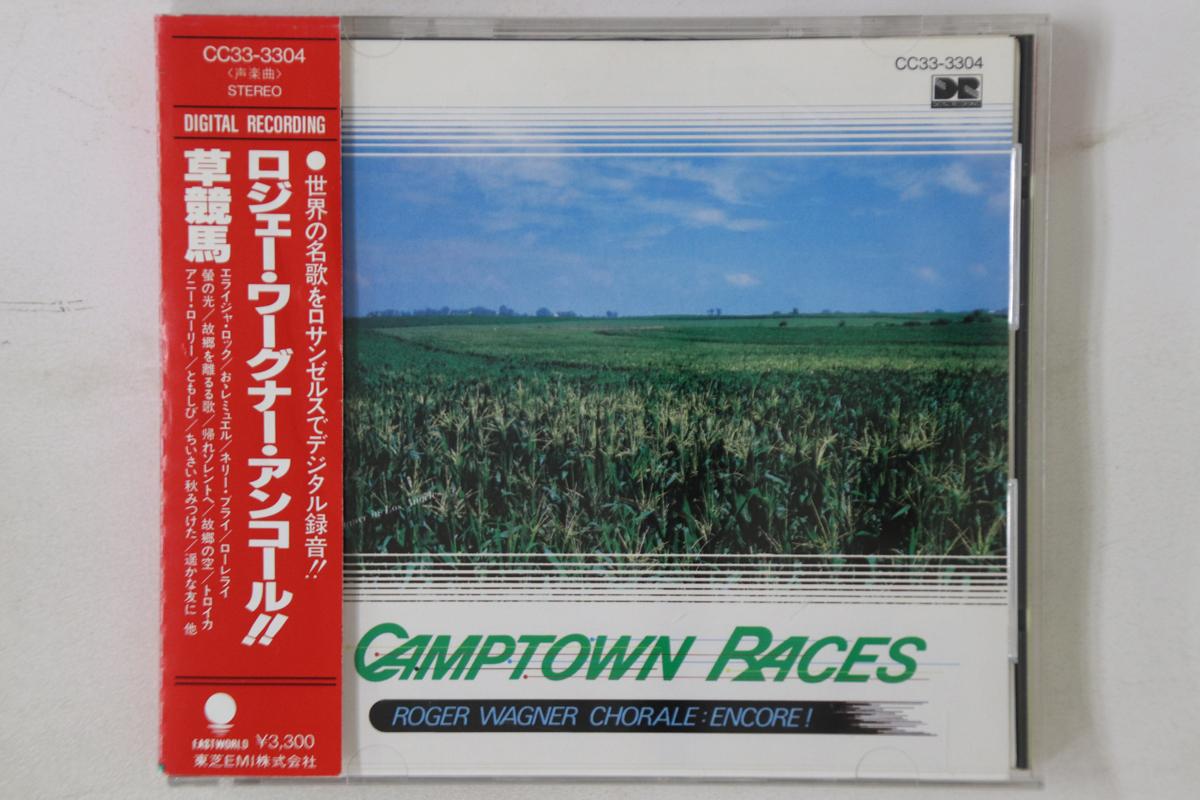 CC33-3304
〈声楽曲〉
STEREO
DIGITAL RECORDING
●世界の名歌をロサンゼルスでデジタル録音!!
ロジェー・ワーグナー・アンコール!!
草競馬
エライジャ・ロック/お、レミュエル/ネリー・ブライ/ローレライ
螢の光/故郷を離るる歌/帰れソレントへ/故郷の空/トロイカ
アニー・ローリー/ともしび/ちいさい秋みつけた/遥かな友に 他
EASTWORLD ¥3,300
東芝EMI株式会社
CC33-3304
DR
CAMPTOWN RACES
ROGER WAGNER CHORALE : ENCORE !